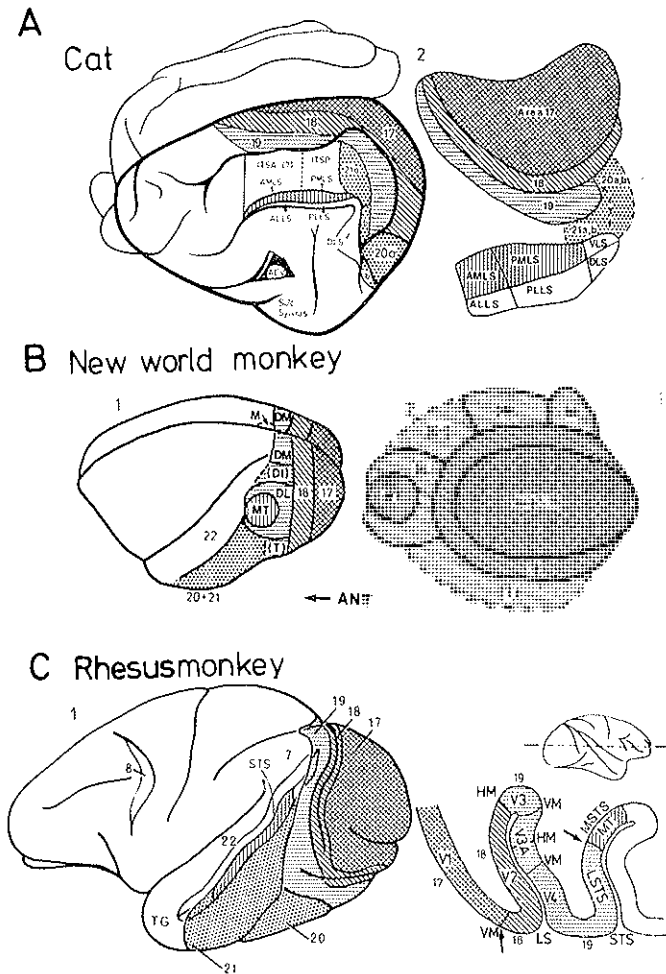 A
Cat
2
18
17
19
ITSP
AMLS
PMLS
ALLS
PLLS
DLS
20a
Area 17
18
19
20a,b
21a,b
VLS
DLS
AMLS
PMLS
ALLS
PLLS
B New world monkey
1
M
DM
DM
(DI)
DL
18
17
MT
22
(T)
20+21
C Rhesusmonkey
1
19
18
17
8
7
STS
22
TG
20
21
19
HM
V3
VM
V1
17
18
V3A
HM
VM
V2
V4
MSTS
MT
LSTS
VM
18
LS
19
STS